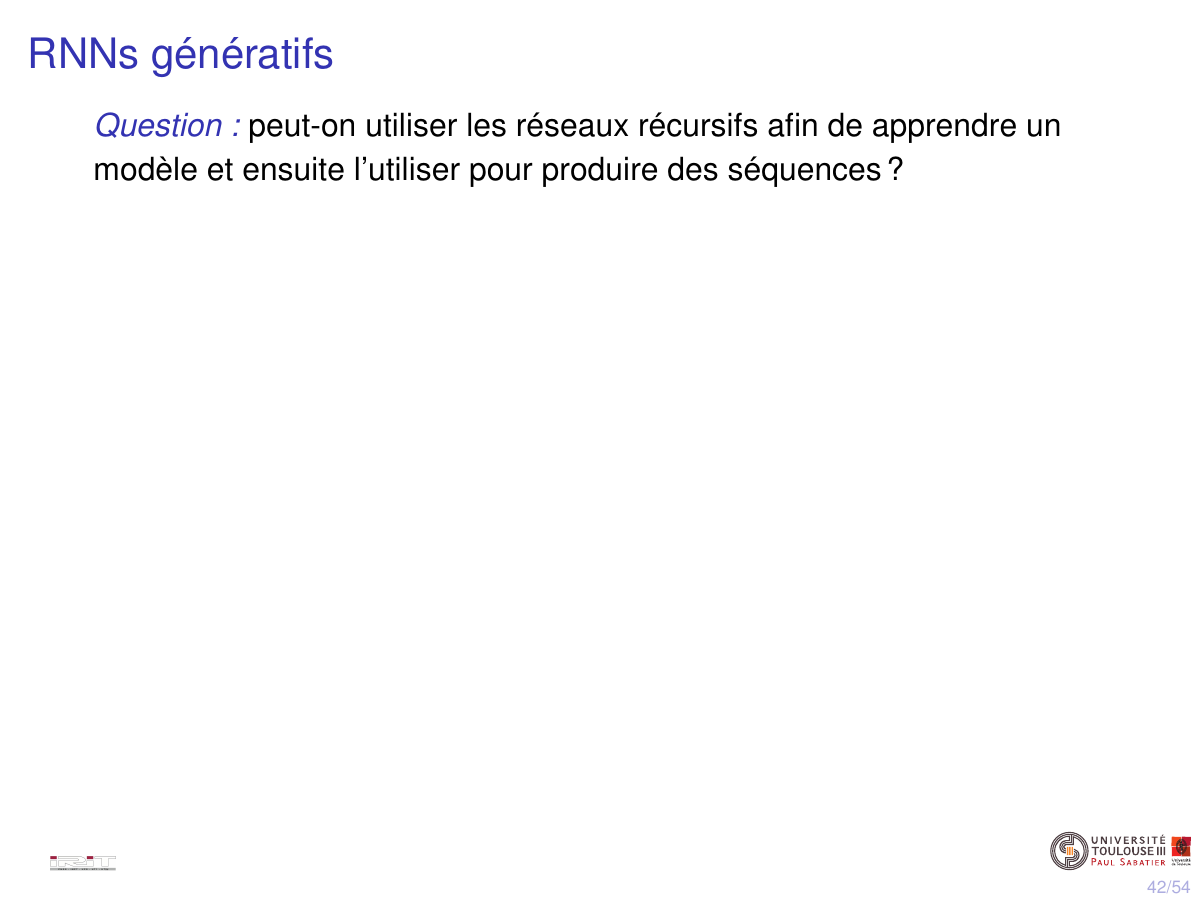 RNNs génératifs
Question : peut-on utiliser les réseaux récursifs afin de apprendre un
modèle et ensuite l'utiliser pour produire des séquences ?
IRIT
UNIVERSITÉ
TOULOUSE III
PAUL SABATIER
42/54